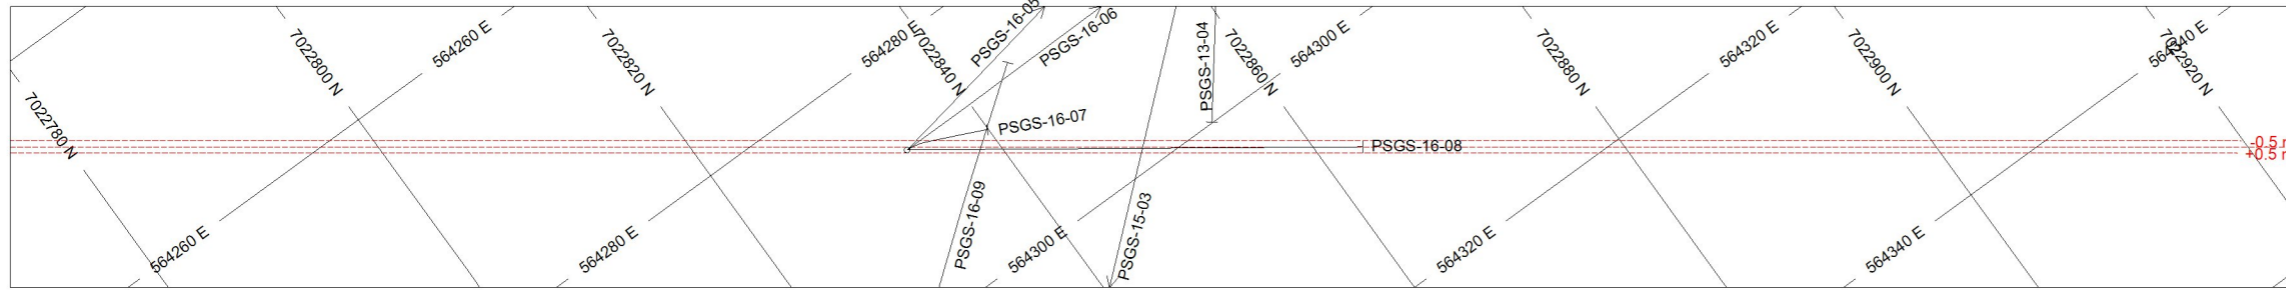 7022780 N
7022800 N
564260 E
7022820 N
564280 E
7022840 N
PSGS-16-05
PSGS-16-06
PSGS-13-04
7022860 N
564300 E
7022880 N
564320 E
7022900 N
564340 E
7022920 N
PSGS-16-07
PSGS-16-08
-0.5 m
+0.5 m
564260 E
564280 E
PSGS-16-09
564300 E
PSGS-15-03
564320 E
564340 E